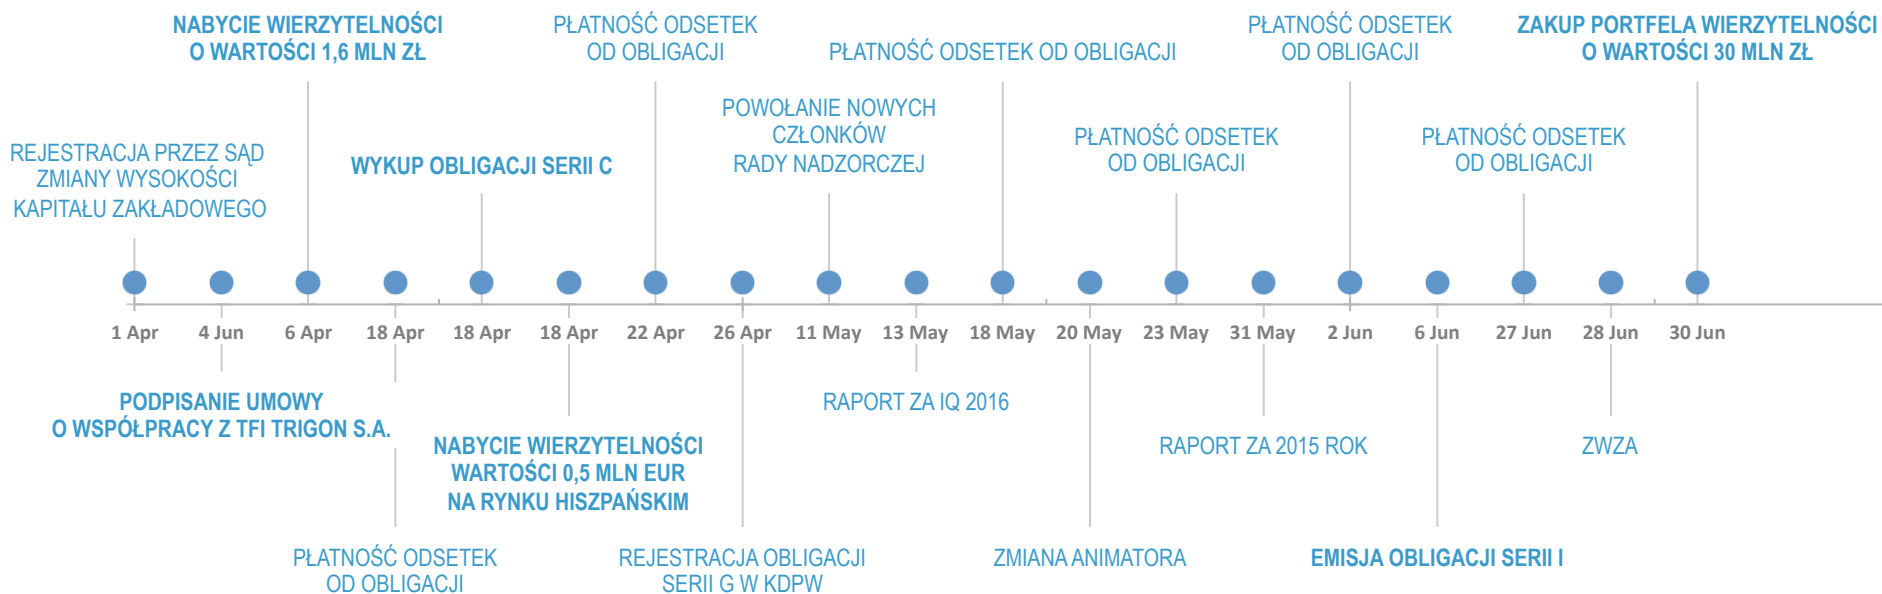 NABYCIE WIERZYTELNOŚCI
O WARTOŚCI 1,6 MLN ZŁ
PŁATNOŚĆ ODSETEK
OD OBLIGACJI
PŁATNOŚĆ ODSETEK OD OBLIGACJI
PŁATNOŚĆ ODSETEK
OD OBLIGACJI
ZAKUP PORTFELA WIERZYTELNOŚCI
O WARTOŚCI 30 MLN ZŁ
REJESTRACJA PRZEZ SĄD
ZMIANY WYSOKOŚCI
KAPITAŁU ZAKŁADOWEGO
WYKUP OBLIGACJI SERII C
POWOŁANIE NOWYCH
CZŁONKÓW
RADY NADZORCZEJ
PŁATNOŚĆ ODSETEK
OD OBLIGACJI
PŁATNOŚĆ ODSETEK
OD OBLIGACJI
1 Apr 4 Jun 6 Apr 18 Apr 18 Apr 18 Apr 22 Apr 26 Apr 11 May 13 May 18 May 20 May 23 May 31 May 2 Jun 6 Jun 27 Jun 28 Jun 30 Jun
PODPISANIE UMOWY
O WSPÓŁPRACY Z TFI TRIGON S.A.
NABYCIE WIERZYTELNOŚCI
WARTOŚCI 0,5 MLN EUR
NA RYNKU HISZPAŃSKIM
RAPORT ZA IQ 2016
RAPORT ZA 2015 ROK
ZWZA
PŁATNOŚĆ ODSETEK
OD OBLIGACJI
REJESTRACJA OBLIGACJI
SERII G W KDPW
ZMIANA ANIMATORA
EMISJA OBLIGACJI SERII I